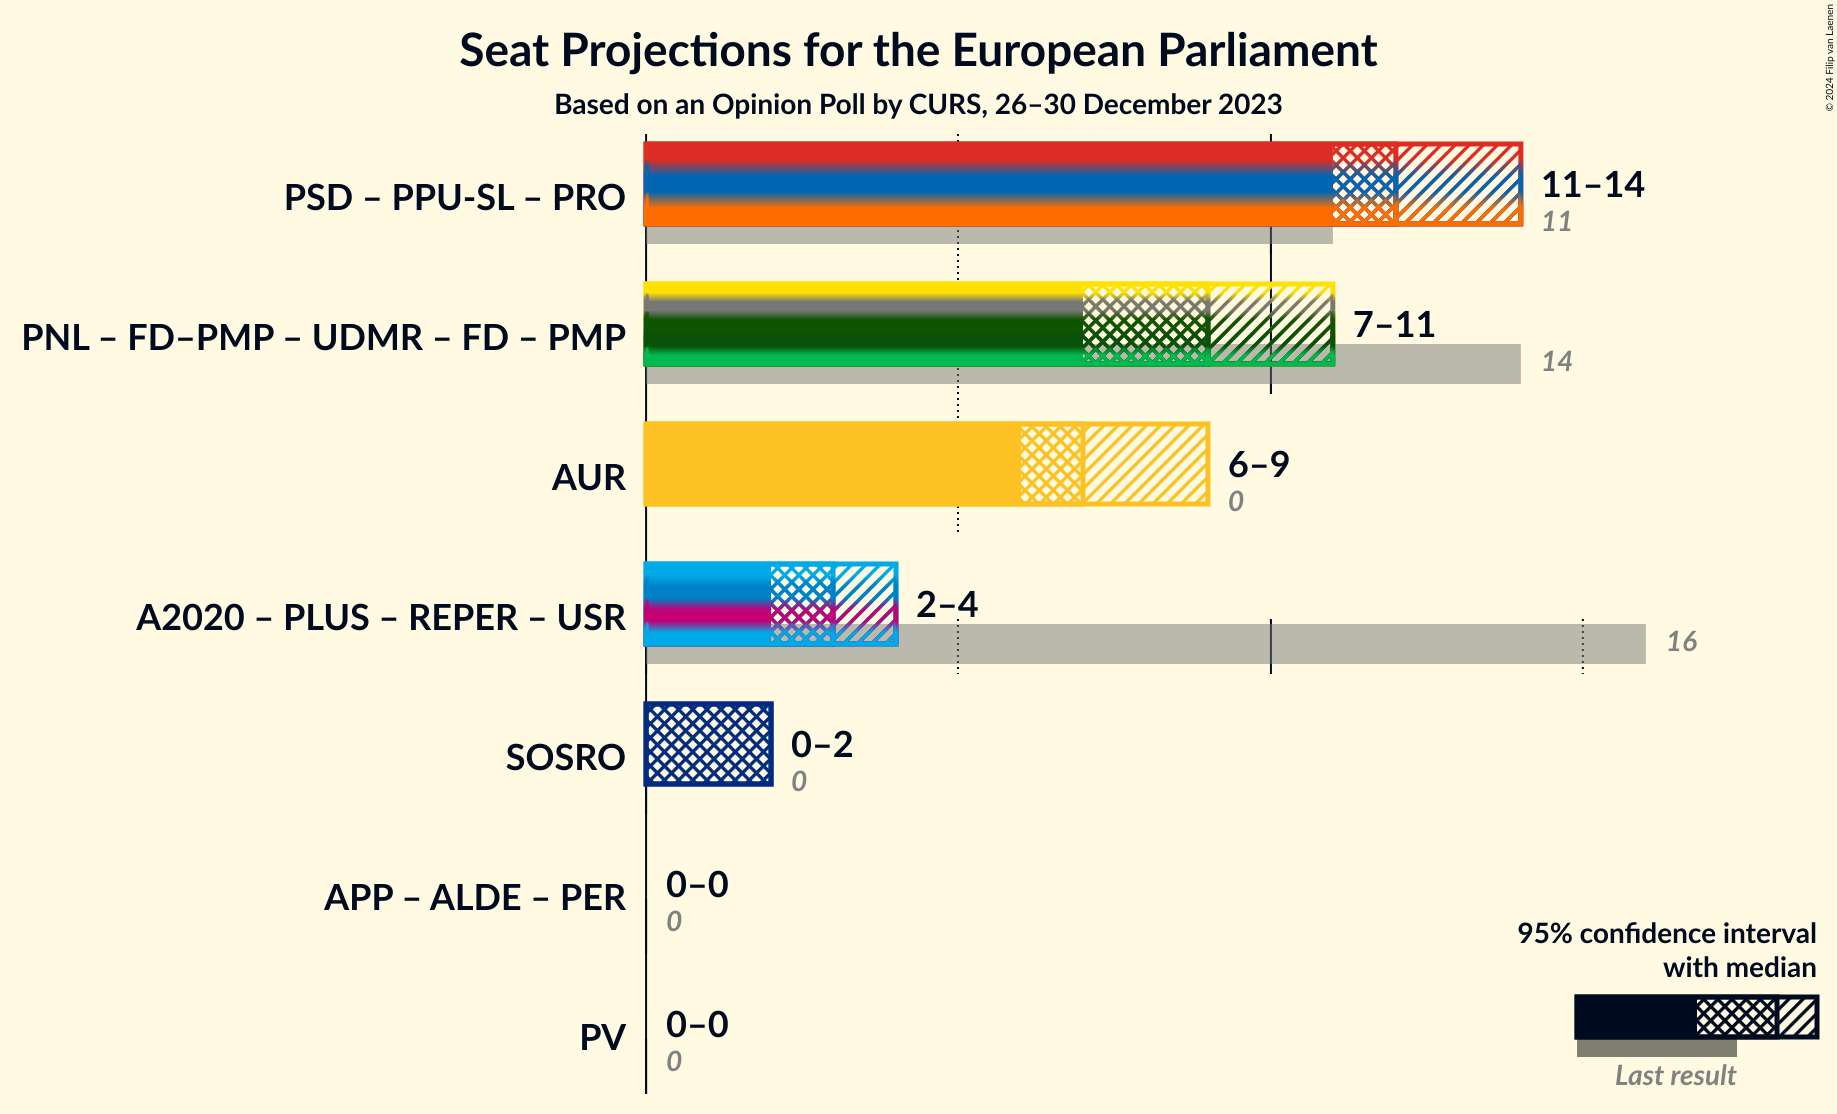 Seat Projections for the European Parliament
Based on an Opinion Poll by CURS, 26–30 December 2023
© 2024 Filip van Laenen
PSD – PPU-SL – PRO
11–14
11
PNL – FD–PMP – UDMR – FD – PMP
7–11
14
AUR
6–9
0
A2020 – PLUS – REPER – USR
2–4
16
SOSRO
0–2
0
APP – ALDE – PER
0–0
0
PV
0–0
0
95% confidence interval
with median
Last result